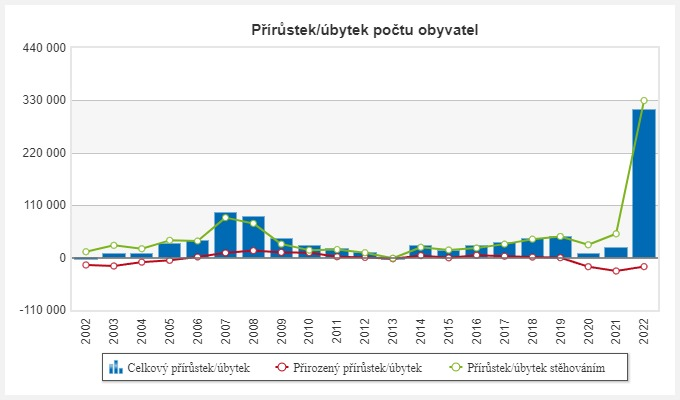 Přírůstek/úbytek počtu obyvatel
440 000
330 000
220 000
110 000
0
-110 000
2002 2003 2004 2005 2006 2007 2008 2009 2010 2011 2012 2013 2014 2015 2016 2017 2018 2019 2020 2021 2022
Celkový přírůstek/úbytek Přirozený přírůstek/úbytek Přírůstek/úbytek stěhováním